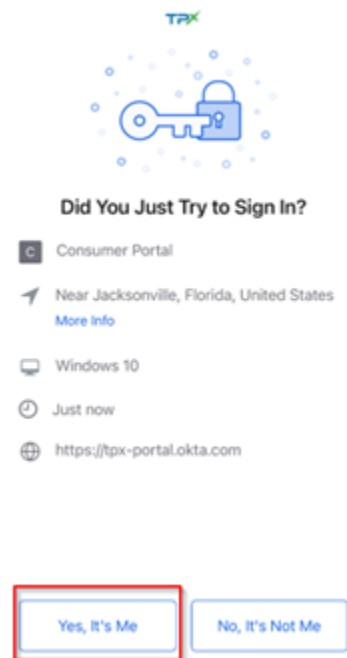 TPX
Did You Just Try to Sign In?
C Consumer Portal
Near Jacksonville, Florida, United States
More Info
Windows 10
Just now
https://tpx-portal.okta.com
Yes, It's Me
No, It's Not Me